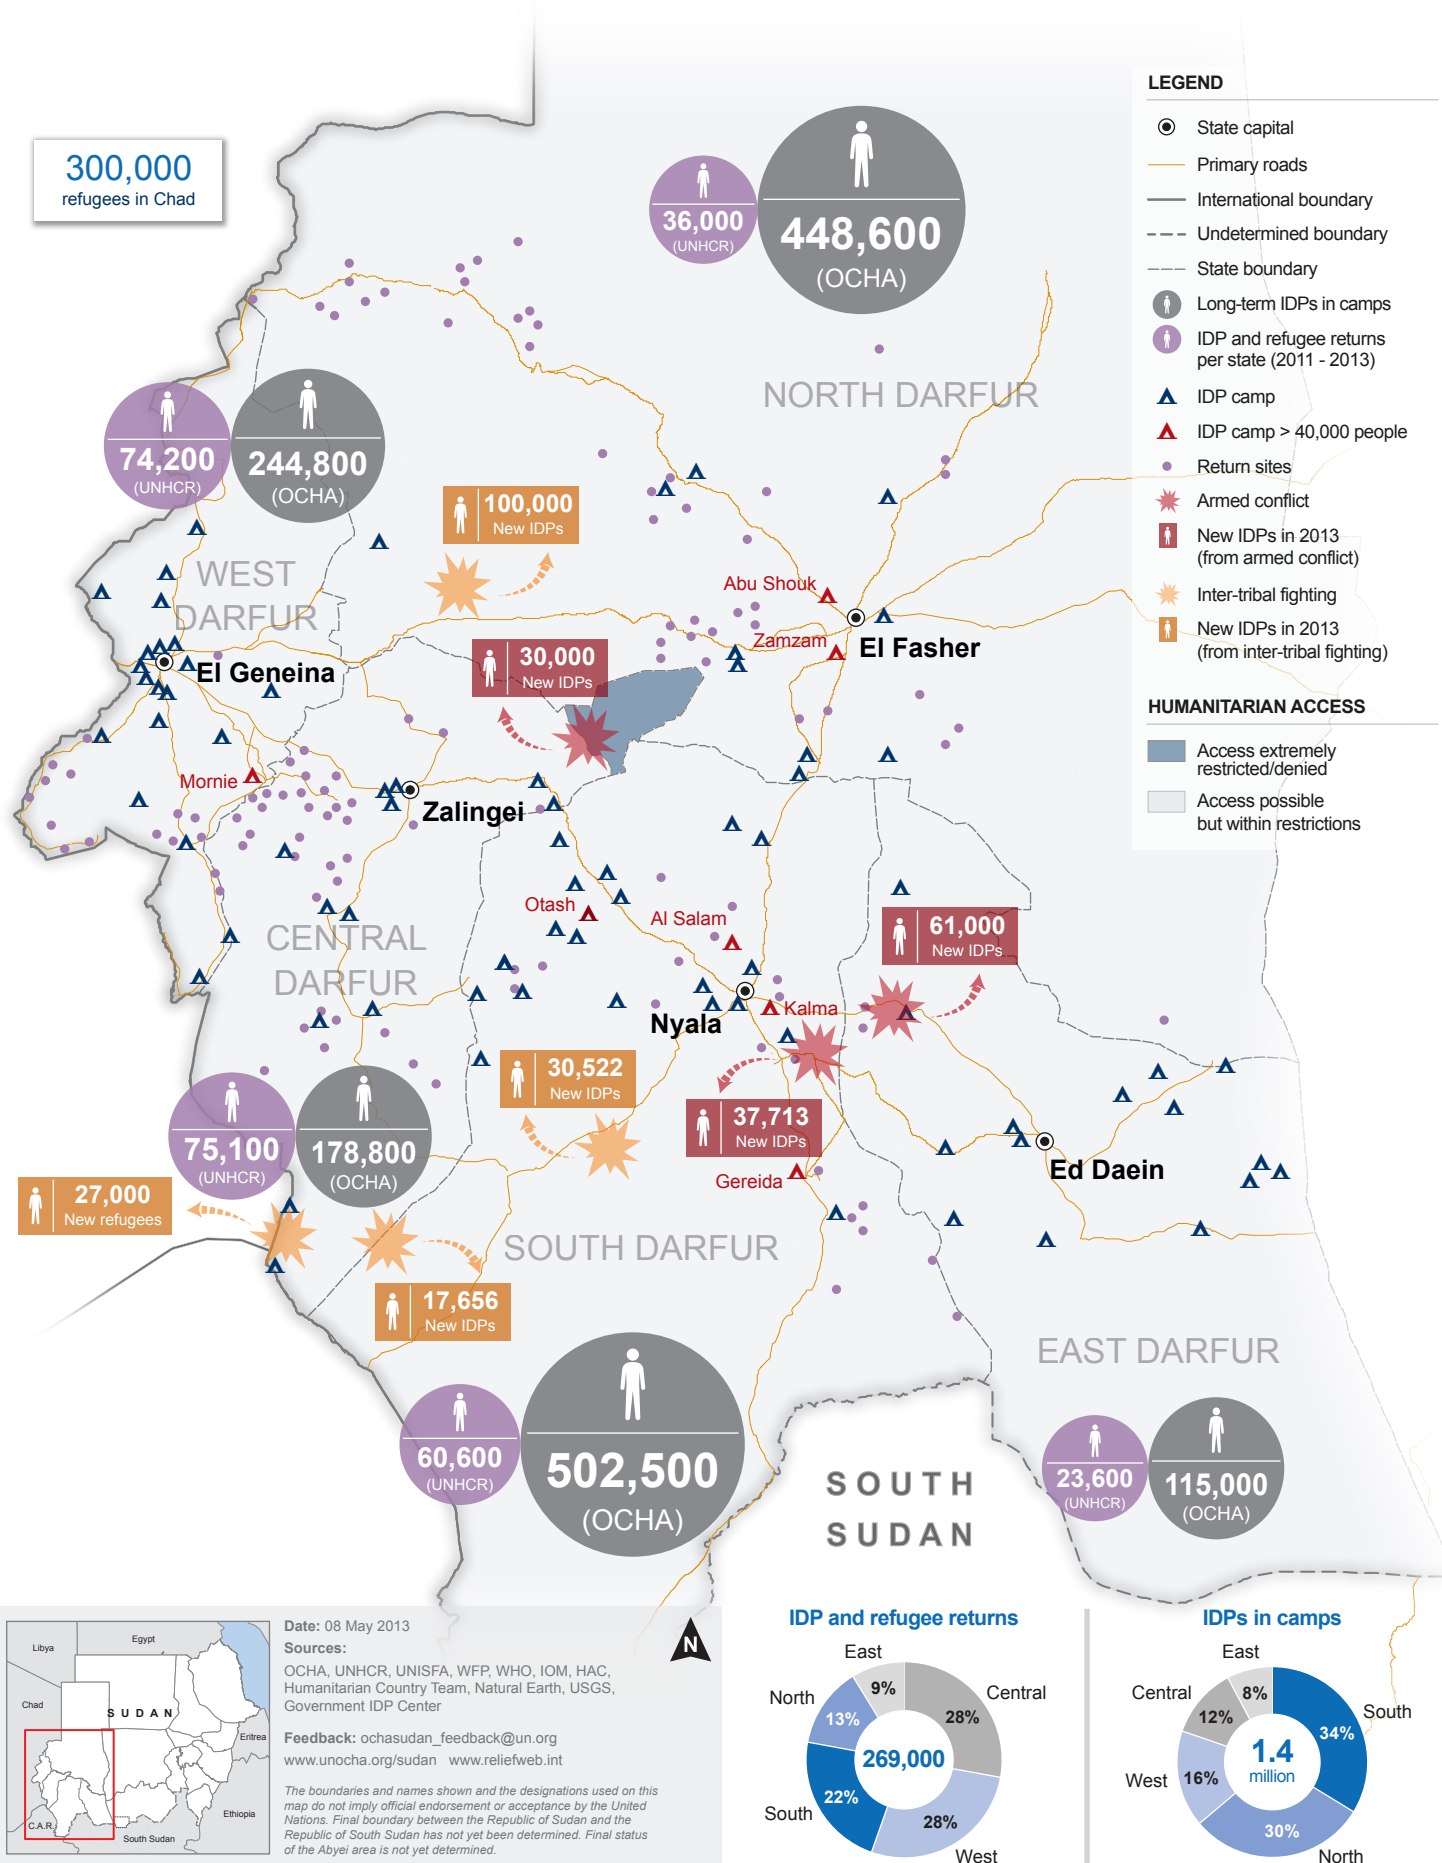 300,000
refugees in Chad
36,000
(UNHCR)
448,600
(OCHA)
NORTH DARFUR
LEGEND
State capital
Primary roads
International boundary
Undetermined boundary
State boundary
Long-term IDPs in camps
IDP and refugee returns
per state (2011 - 2013)
IDP camp
IDP camp > 40,000 people
Return sites
Armed conflict
New IDPs in 2013
(from armed conflict)
Inter-tribal fighting
New IDPs in 2013
(from inter-tribal fighting)
HUMANITARIAN ACCESS
Access extremely
restricted/denied
Access possible
but within restrictions
74,200
(UNHCR)
244,800
(OCHA)
100,000
New IDPs
WEST
DARFUR
Abu Shouk
Zamzam
El Fasher
30,000
New IDPs
El Geneina
Mornie
Zalingei
Otash
Al Salam
61,000
New IDPs
CENTRAL
DARFUR
Nyala
Kalma
30,522
New IDPs
37,713
New IDPs
75,100
(UNHCR)
178,800
(OCHA)
Gereida
Ed Daein
27,000
New refugees
SOUTH DARFUR
17,656
New IDPs
EAST DARFUR
60,600
(UNHCR)
502,500
(OCHA)
SOUTH
SUDAN
23,600
(UNHCR)
115,000
(OCHA)
Libya
Egypt
Chad
SUDAN
Eritrea
Ethiopia
C.A.R.
South Sudan
Date: 08 May 2013
Sources:
OCHA, UNHCR, UNISFA, WFP, WHO, IOM, HAC,
Humanitarian Country Team, Natural Earth, USGS,
Government IDP Center
Feedback: ochasudan_feedback@un.org
www.unocha.org/sudan www.reliefweb.int
The boundaries and names shown and the designations used on this
map do not imply official endorsement or acceptance by the United
Nations. Final boundary between the Republic of Sudan and the
Republic of South Sudan has not yet been determined. Final status
of the Abyei area is not yet determined.
N
IDP and refugee returns
East
9%
North
13%
Central
28%
269,000
South
22%
28%
West
IDPs in camps
East
8%
Central
12%
South
34%
1.4
million
West
16%
30%
North